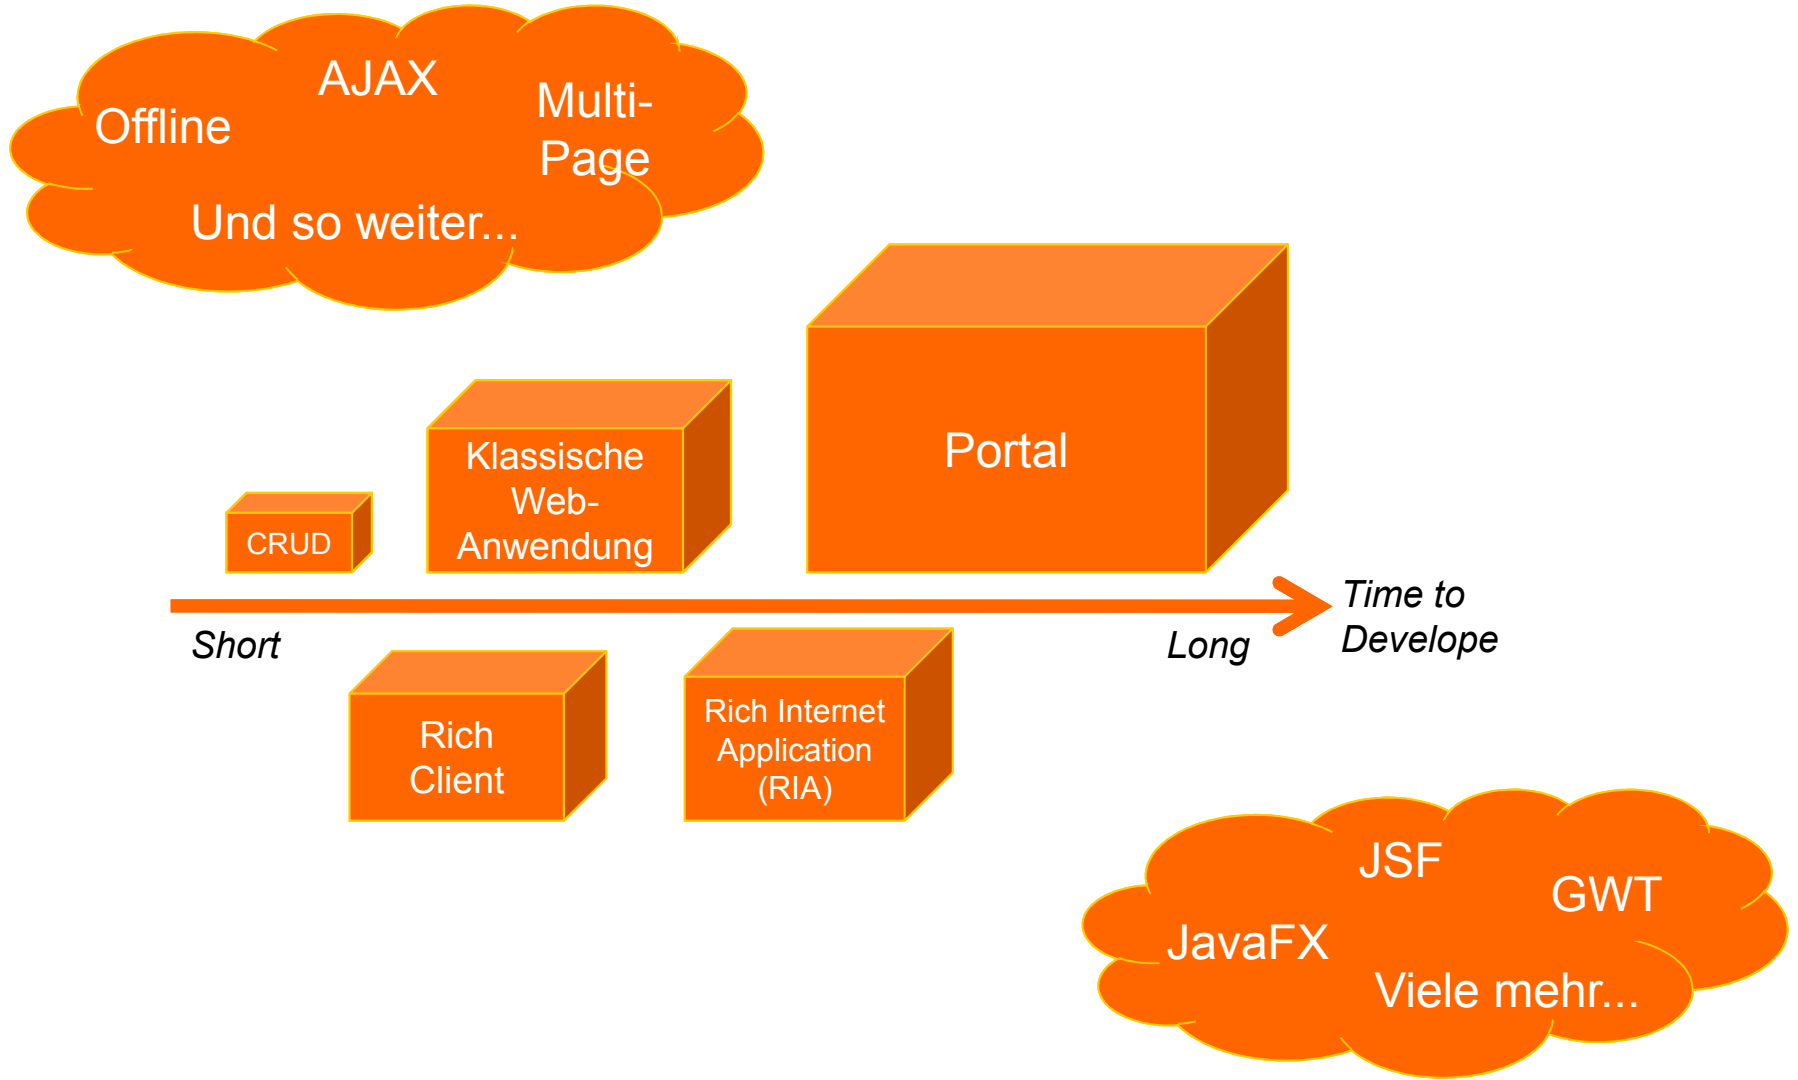 AJAX
Offline
Multi-
Page
Und so weiter...
Portal
Klassische
Web-
Anwendung
CRUD
Time to
Develope
Short
Long
Rich
Client
Rich Internet
Application
(RIA)
JSF
GWT
JavaFX
Viele mehr...